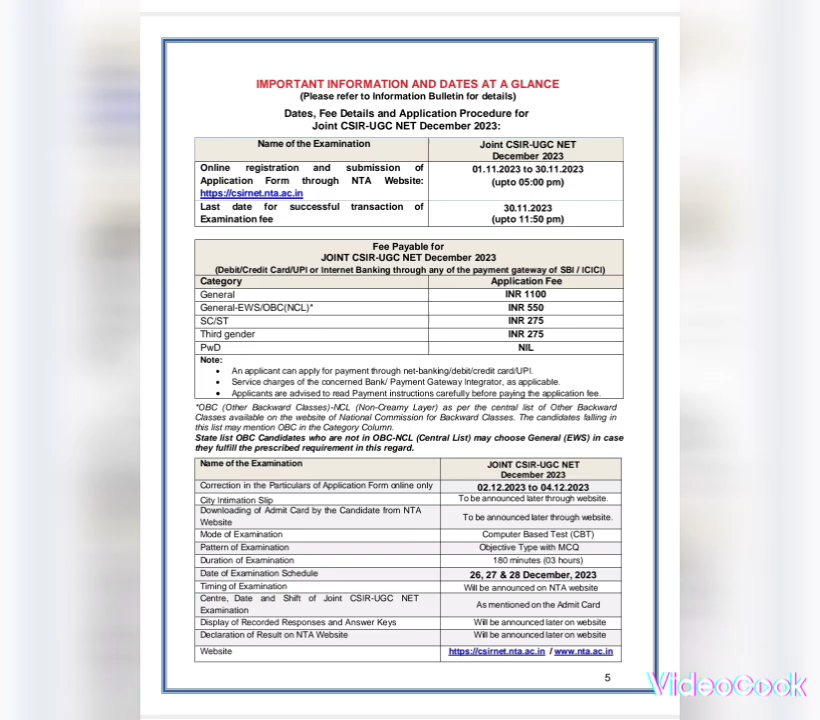 IMPORTANT INFORMATION AND DATES AT A GLANCE
(Please refer to Information Bulletin for details)
Dates, Fee Details and Application Procedure for
Joint CSIR-UGC NET December 2023:
Name of the Examination
Joint CSIR-UGC NET
December 2023
Online registration and submission of
Application Form through NTA Website:
https://csirnet.nta.ac.in
01.11.2023 to 30.11.2023
(upto 05:00 pm)
Last date for successful transaction of
Examination fee
30.11.2023
(upto 11:50 pm)
Fee Payable for
JOINT CSIR-UGC NET December 2023
(Debit/Credit Card/UPI or Internet Banking through any of the payment gateway of SBI / ICICI)
Category Application Fee
General INR 1100
General-EWS/OBC(NCL)* INR 550
SC/ST INR 275
Third gender INR 275
PwD NIL
Note:
• An applicant can apply for payment through net-banking/debit/credit card/UPI.
• Service charges of the concerned Bank/ Payment Gateway Integrator, as applicable.
• Applicants are advised to read Payment instructions carefully before paying the application fee.
*OBC (Other Backward Classes)-NCL (Non-Creamy Layer) as per the central list of Other Backward
Classes available on the website of National Commission for Backward Classes. The candidates falling in
this list may mention OBC in the Category Column.
State list OBC Candidates who are not in OBC-NCL (Central List) may choose General (EWS) in case
they fulfill the prescribed requirement in this regard.
Name of the Examination
JOINT CSIR-UGC NET
December 2023
Correction in the Particulars of Application Form online only 02.12.2023 to 04.12.2023
City Intimation Slip To be announced later through website.
Downloading of Admit Card by the Candidate from NTA
Website
To be announced later through website.
Mode of Examination Computer Based Test (CBT)
Pattern of Examination Objective Type with MCQ
Duration of Examination 180 minutes (03 hours)
Date of Examination Schedule 26, 27 & 28 December, 2023
Timing of Examination Will be announced on NTA website
Centre, Date and Shift of Joint CSIR-UGC NET
Examination
As mentioned on the Admit Card
Display of Recorded Responses and Answer Keys Will be announced later on website
Declaration of Result on NTA Website Will be announced later on website
Website https://csirnet.nta.ac.in / www.nta.ac.in
5
VideoCook